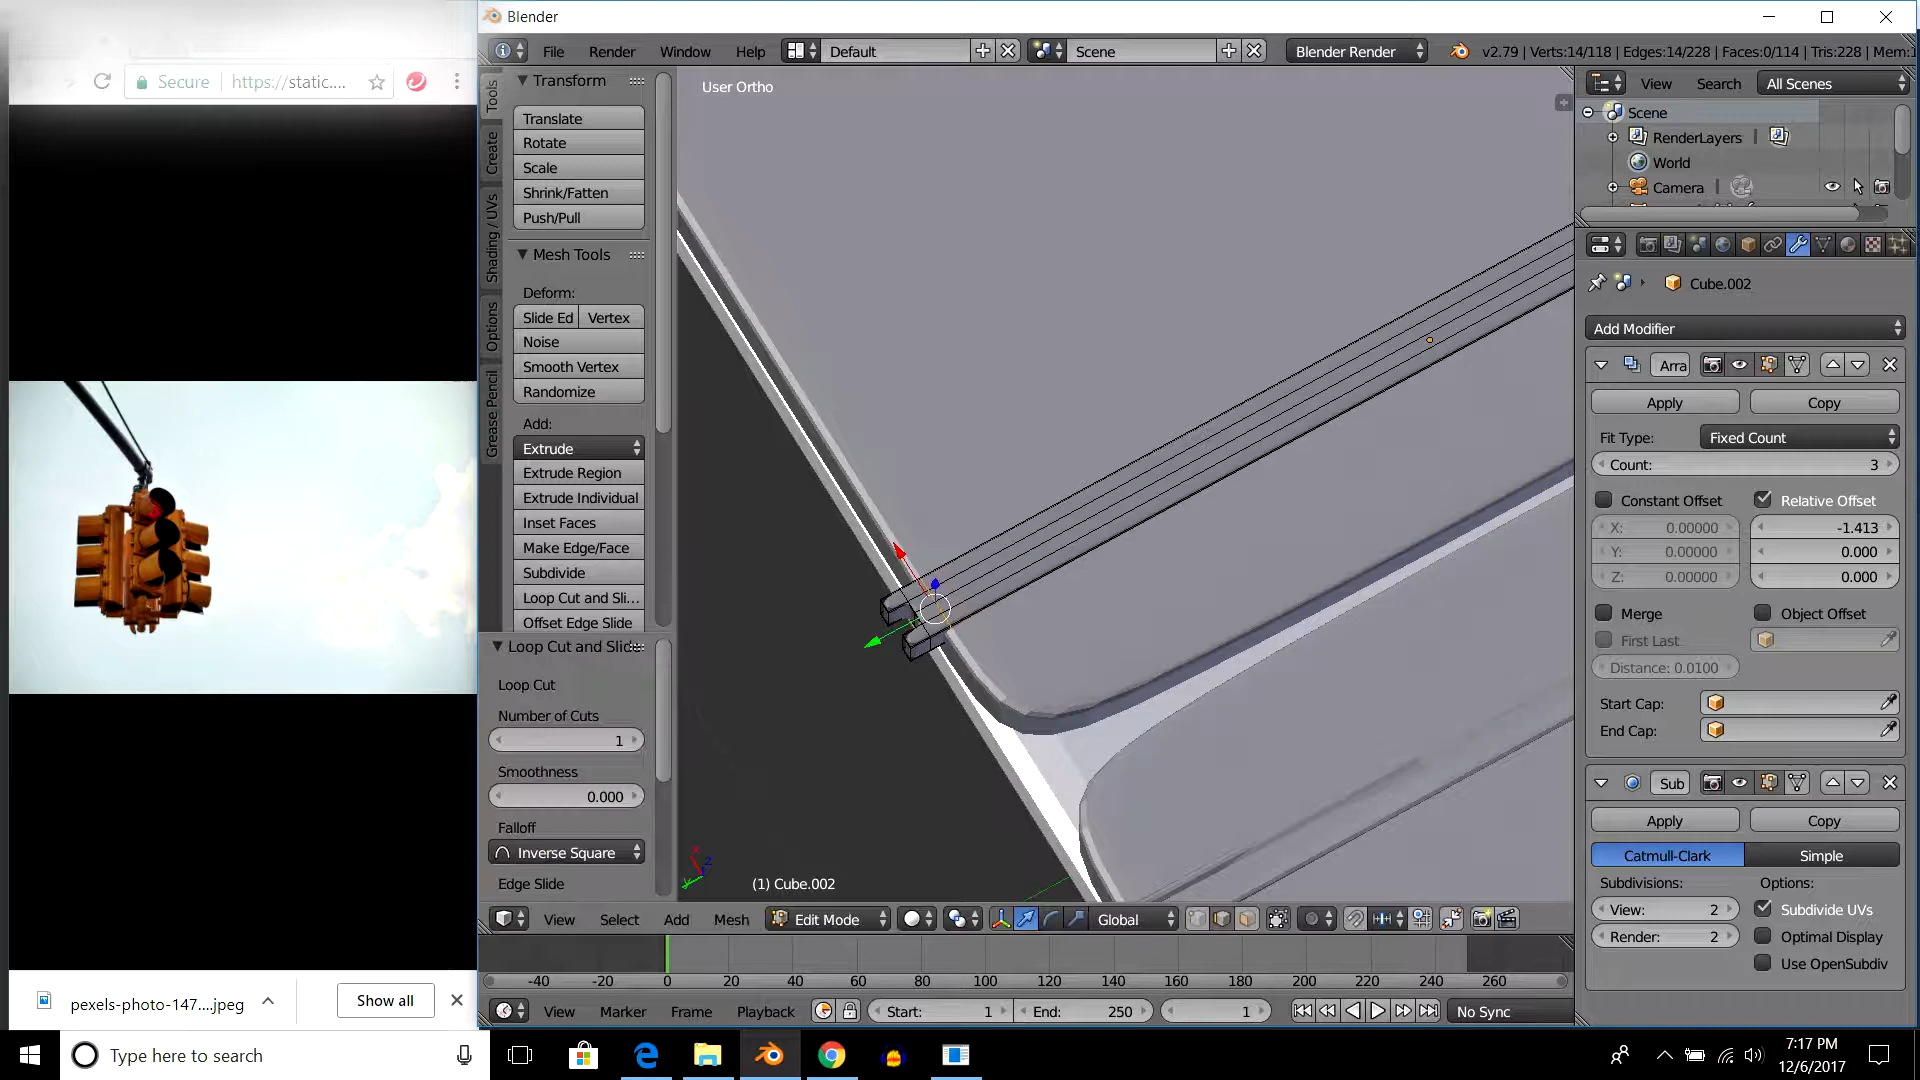 Blender
File Render Window Help Default Scene Blender Render v2.79 | Verts:14/118 | Edges:14/228 | Faces:0/114 | Tris:228 | Mem:1
Secure https://static....
Tools
Create
Shading / UVs
Options
Grease Pencil
Transform
Translate
Rotate
Scale
Shrink/Fatten
Push/Pull
Mesh Tools
Deform:
Slide Ed Vertex
Noise
Smooth Vertex
Randomize
Add:
Extrude
Extrude Region
Extrude Individual
Inset Faces
Make Edge/Face
Subdivide
Loop Cut and Sli...
Offset Edge Slide
Loop Cut and Slide
Loop Cut
Number of Cuts
1
Smoothness
0.000
Falloff
Inverse Square
Edge Slide
User Ortho
(1) Cube.002
View Select Add Mesh Edit Mode Global
-40 -20 0 20 40 60 80 100 120 140 160 180 200 220 240 260
View Marker Frame Playback Start: 1 End: 250 1 No Sync
View Search All Scenes
Scene
RenderLayers
World
Camera
Cube.002
Add Modifier
Arra
Apply Copy
Fit Type: Fixed Count
Count: 3
Constant Offset Relative Offset
X: 0.00000 -1.413
Y: 0.00000 0.000
Z: 0.00000 0.000
Merge Object Offset
First Last
Distance: 0.0100
Start Cap:
End Cap:
Sub
Apply Copy
Catmull-Clark Simple
Subdivisions: Options:
View: 2 Subdivide UVs
Render: 2 Optimal Display
Use OpenSubdiv
pexels-photo-147....jpeg Show all
Type here to search
7:17 PM
12/6/2017